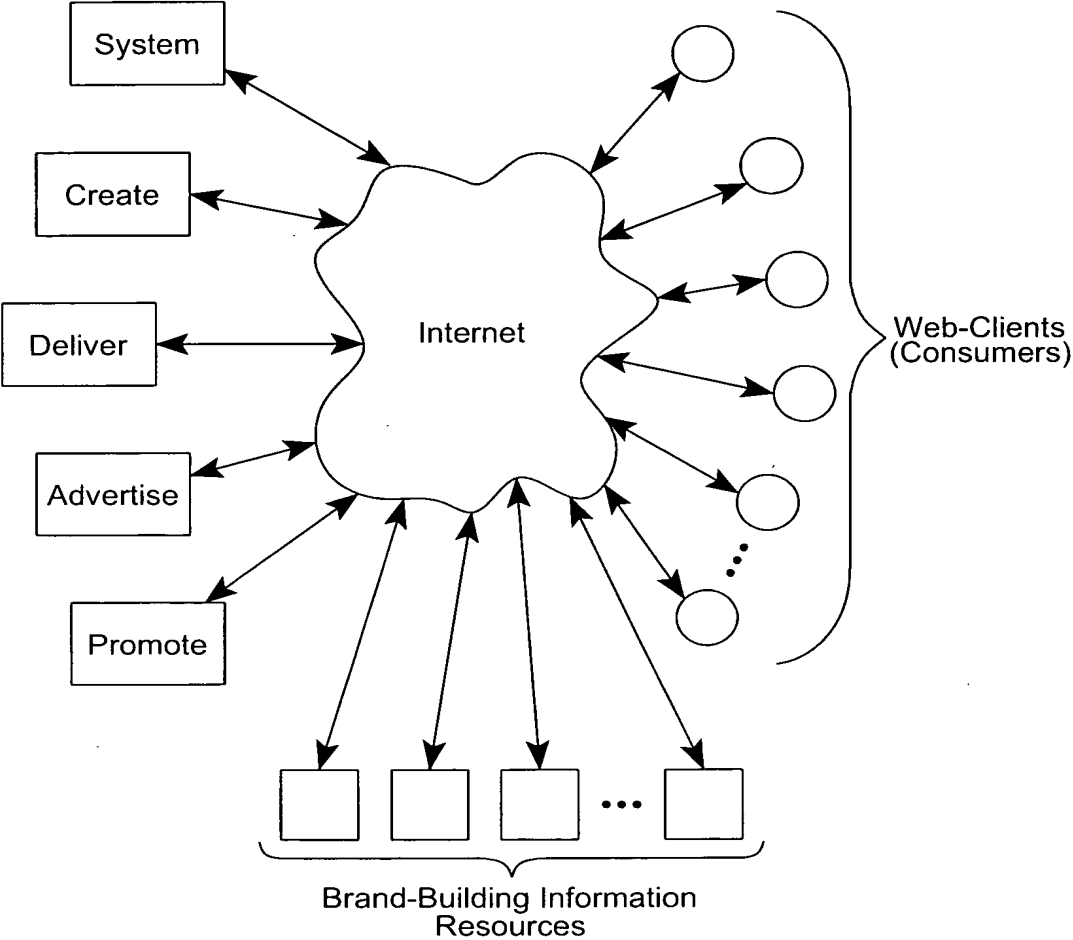 System
Create
Deliver
Advertise
Promote
Internet
Web-Clients
(Consumers)
Brand-Building Information
Resources